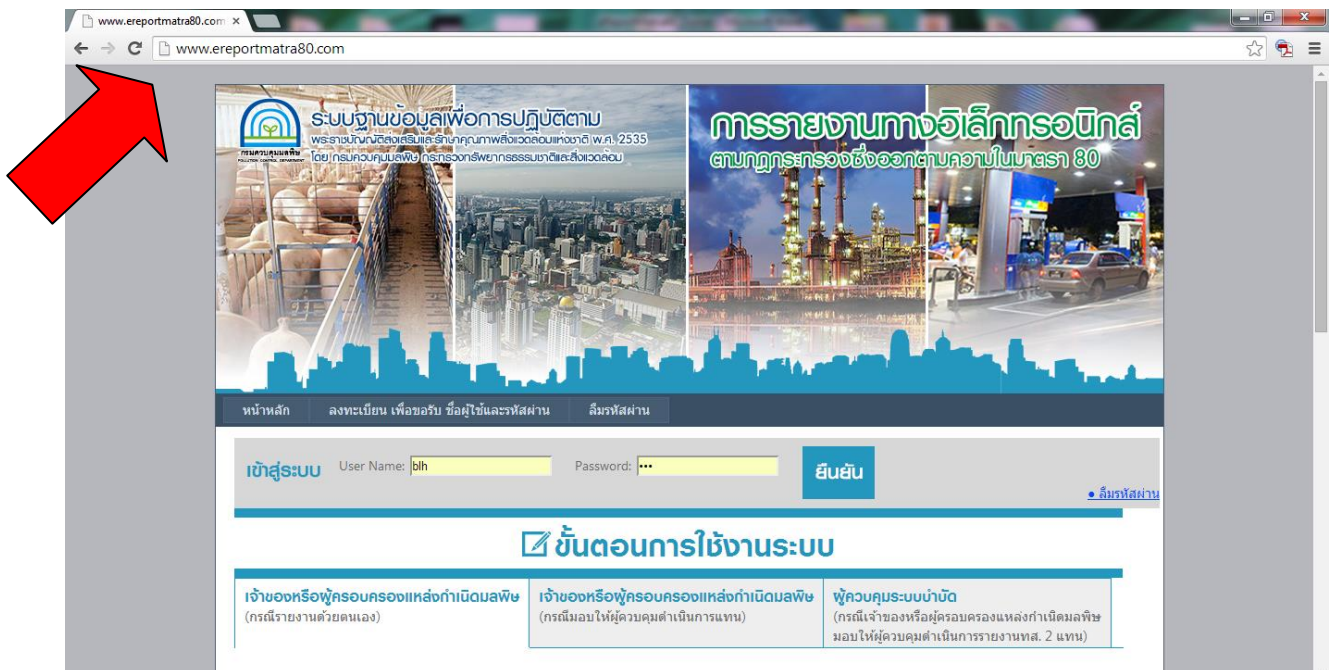 www.ereportmatra80.com
www.ereportmatra80.com
ระบบฐานข้อมูลเพื่อการปฏิบัติตาม
พระราชบัญญัติส่งเสริมและรักษาคุณภาพสิ่งแวดล้อมแห่งชาติ พ.ศ. 2535
โดย กรมควบคุมมลพิษ กระทรวงทรัพยากรธรรมชาติและสิ่งแวดล้อม
กรมควบคุมมลพิษ
POLLUTION CONTROL DEPARTMENT
การรายงานทางอิเล็กทรอนิกส์
ตามกฎกระทรวงซึ่งออกตามความในมาตรา 80
หน้าหลัก ลงทะเบียน เพื่อขอรับ ชื่อผู้ใช้และรหัสผ่าน ลืมรหัสผ่าน
เข้าสู่ระบบ User Name: blh Password: ••• ยืนยัน
• ลืมรหัสผ่าน
ขั้นตอนการใช้งานระบบ
เจ้าของหรือผู้ครอบครองแหล่งกำเนิดมลพิษ
(กรณีรายงานด้วยตนเอง)
เจ้าของหรือผู้ครอบครองแหล่งกำเนิดมลพิษ
(กรณีมอบให้ผู้ควบคุมดำเนินการแทน)
ผู้ควบคุมระบบบำบัด
(กรณีเจ้าของหรือผู้ครอบครองแหล่งกำเนิดมลพิษ
มอบให้ผู้ควบคุมดำเนินการรายงานทส. 2 แทน)